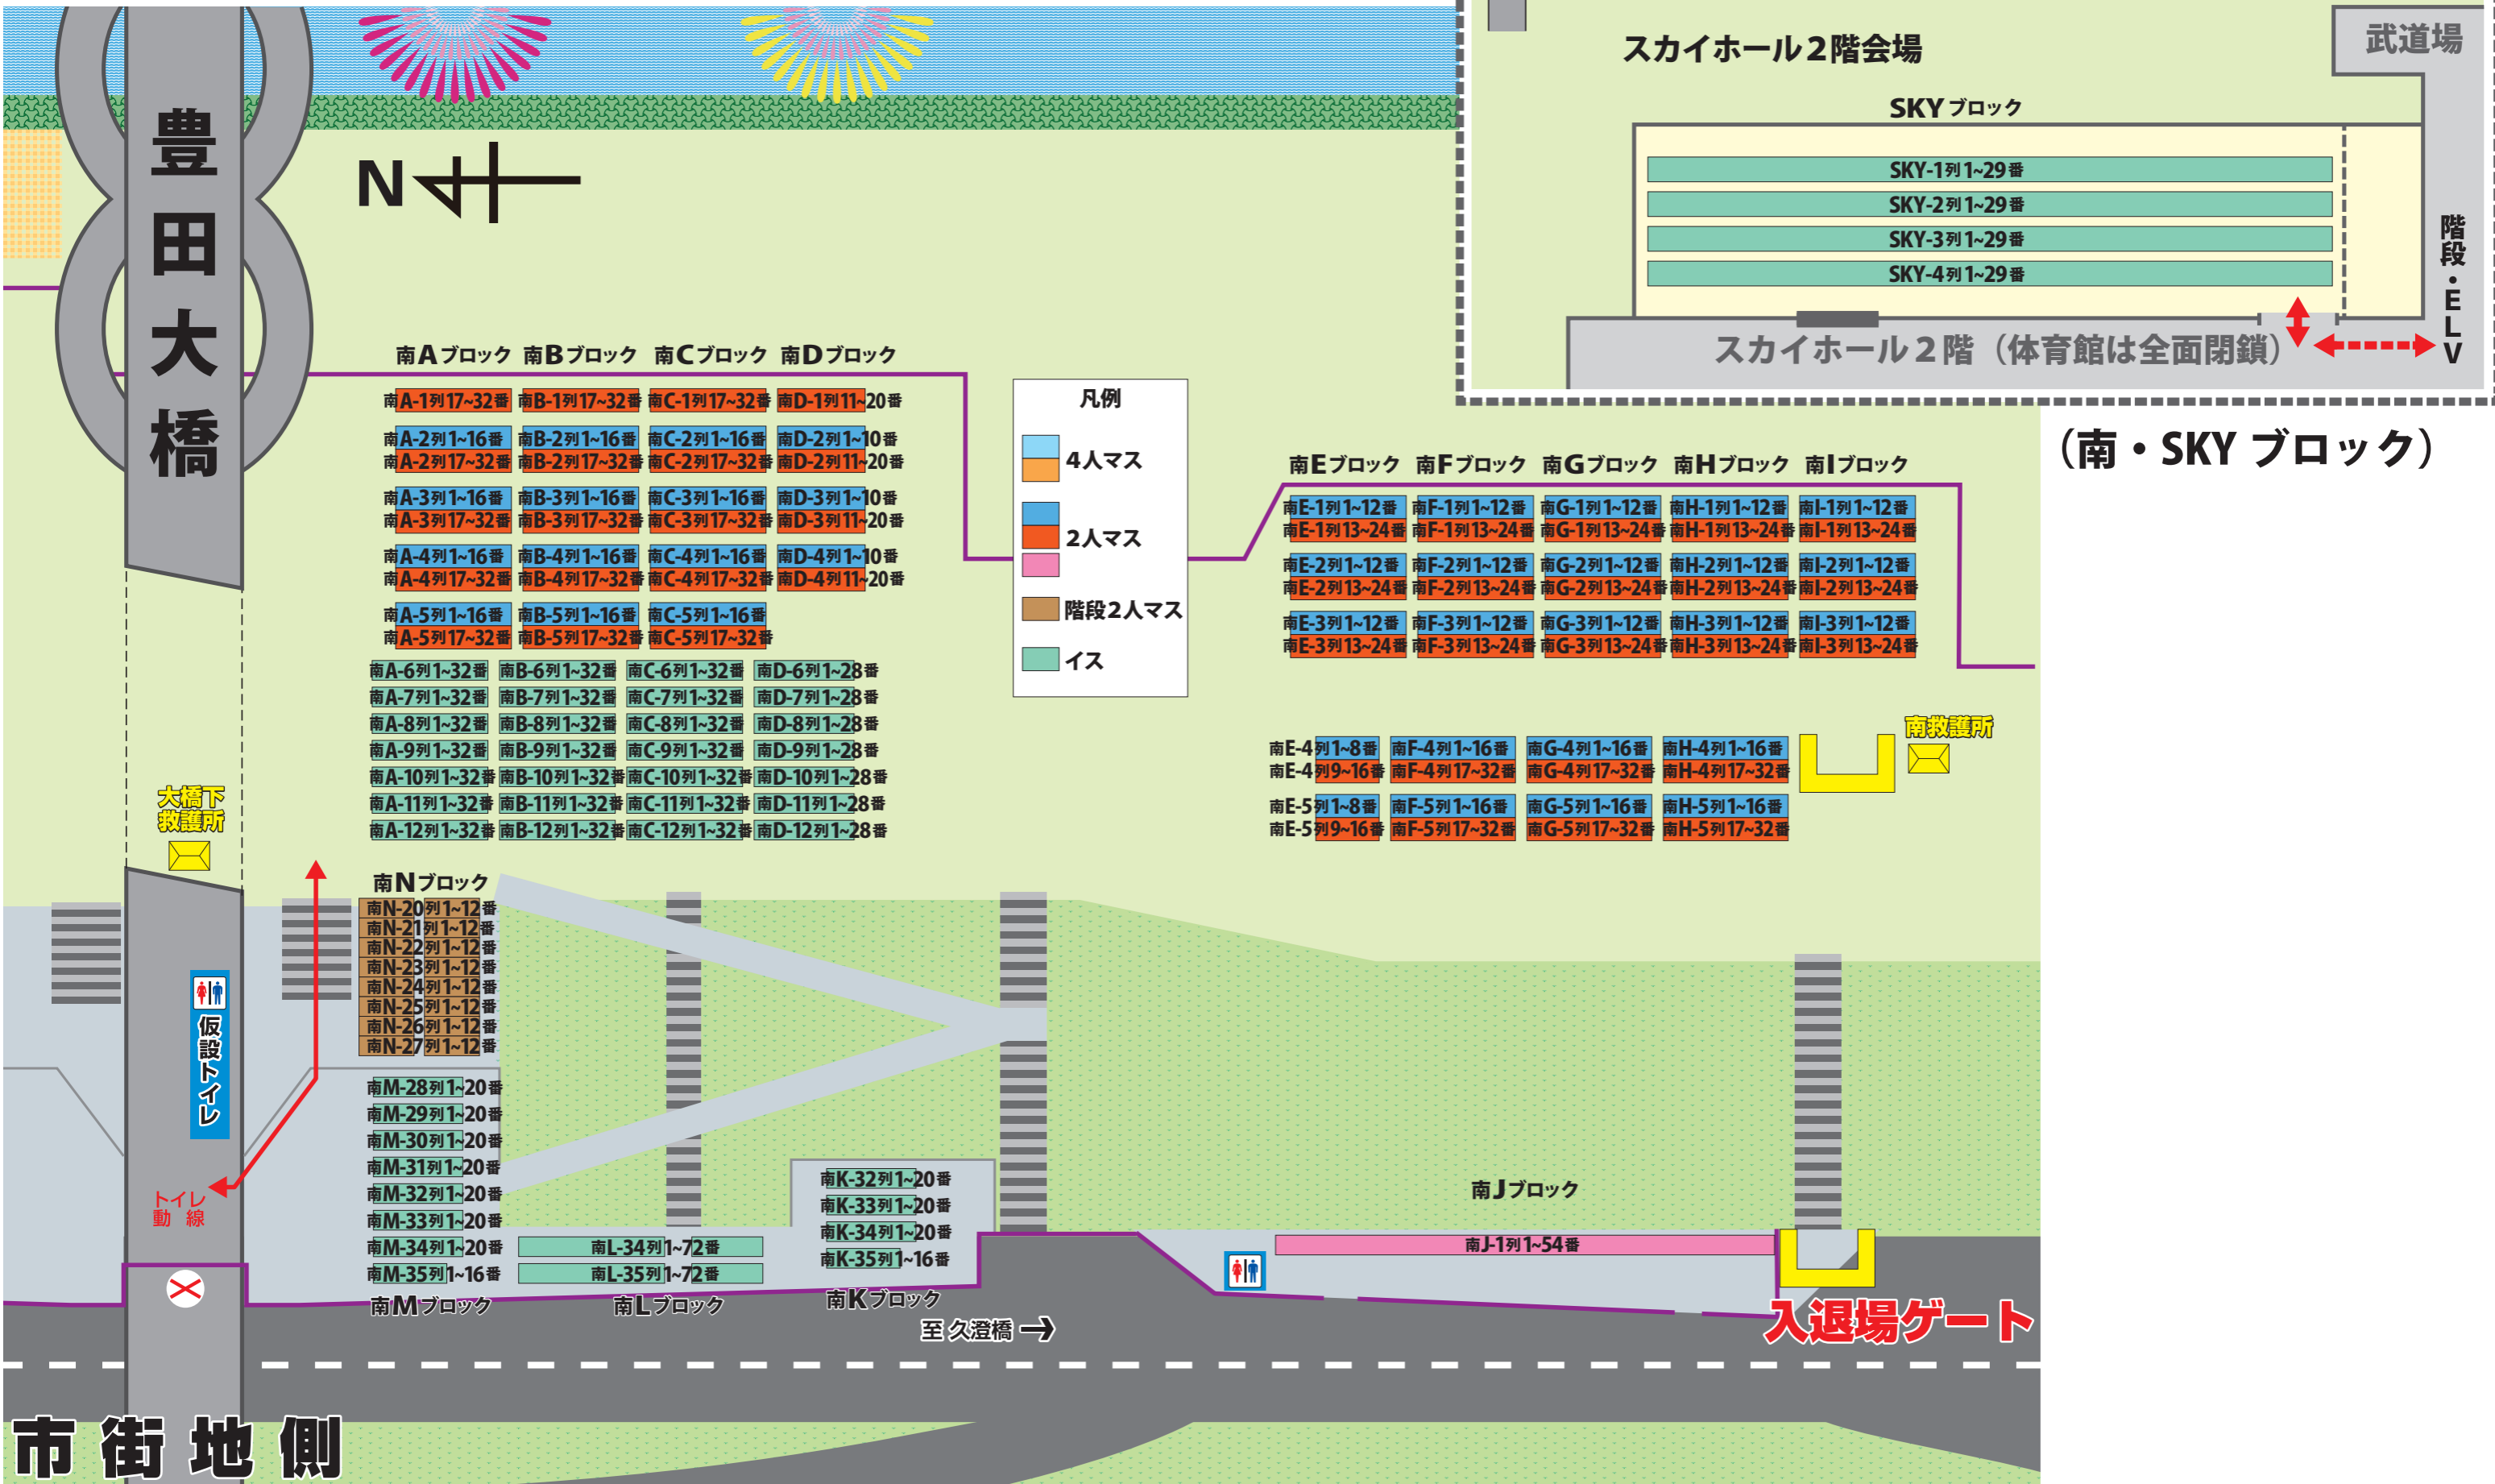 スカイホール2階会場
武道場
SKYブロック
SKY-1列1~29番
SKY-2列1~29番
SKY-3列1~29番
SKY-4列1~29番
階段・ELV
スカイホール2階（体育館は全面閉鎖）
（南・SKY ブロック）
豊田大橋
N
南Aブロック 南Bブロック 南Cブロック 南Dブロック
南A-1列17~32番 南B-1列17~32番 南C-1列17~32番 南D-1列11~20番
南A-2列1~16番 南B-2列1~16番 南C-2列1~16番 南D-2列1~10番
南A-2列17~32番 南B-2列17~32番 南C-2列17~32番 南D-2列11~20番
南A-3列1~16番 南B-3列1~16番 南C-3列1~16番 南D-3列1~10番
南A-3列17~32番 南B-3列17~32番 南C-3列17~32番 南D-3列11~20番
南A-4列1~16番 南B-4列1~16番 南C-4列1~16番 南D-4列1~10番
南A-4列17~32番 南B-4列17~32番 南C-4列17~32番 南D-4列11~20番
南A-5列1~16番 南B-5列1~16番 南C-5列1~16番
南A-5列17~32番 南B-5列17~32番 南C-5列17~32番
南A-6列1~32番 南B-6列1~32番 南C-6列1~32番 南D-6列1~28番
南A-7列1~32番 南B-7列1~32番 南C-7列1~32番 南D-7列1~28番
南A-8列1~32番 南B-8列1~32番 南C-8列1~32番 南D-8列1~28番
南A-9列1~32番 南B-9列1~32番 南C-9列1~32番 南D-9列1~28番
南A-10列1~32番 南B-10列1~32番 南C-10列1~32番 南D-10列1~28番
南A-11列1~32番 南B-11列1~32番 南C-11列1~32番 南D-11列1~28番
南A-12列1~32番 南B-12列1~32番 南C-12列1~32番 南D-12列1~28番
凡例
4人マス
2人マス
階段2人マス
イス
南Eブロック 南Fブロック 南Gブロック 南Hブロック 南Iブロック
南E-1列1~12番 南F-1列1~12番 南G-1列1~12番 南H-1列1~12番 南I-1列1~12番
南E-1列13~24番 南F-1列13~24番 南G-1列13~24番 南H-1列13~24番 南I-1列13~24番
南E-2列1~12番 南F-2列1~12番 南G-2列1~12番 南H-2列1~12番 南I-2列1~12番
南E-2列13~24番 南F-2列13~24番 南G-2列13~24番 南H-2列13~24番 南I-2列13~24番
南E-3列1~12番 南F-3列1~12番 南G-3列1~12番 南H-3列1~12番 南I-3列1~12番
南E-3列13~24番 南F-3列13~24番 南G-3列13~24番 南H-3列13~24番 南I-3列13~24番
南救護所
南E-4列1~8番 南F-4列1~16番 南G-4列1~16番 南H-4列1~16番
南E-4列9~16番 南F-4列17~32番 南G-4列17~32番 南H-4列17~32番
南E-5列1~8番 南F-5列1~16番 南G-5列1~16番 南H-5列1~16番
南E-5列9~16番 南F-5列17~32番 南G-5列17~32番 南H-5列17~32番
大橋下
救護所
南Nブロック
南N-20列1~12番
南N-21列1~12番
南N-22列1~12番
南N-23列1~12番
南N-24列1~12番
南N-25列1~12番
南N-26列1~12番
南N-27列1~12番
仮設トイレ
南M-28列1~20番
南M-29列1~20番
南M-30列1~20番
南M-31列1~20番
南M-32列1~20番
南M-33列1~20番
南M-34列1~20番
南M-35列1~16番
南Mブロック
トイレ
動 線
南L-34列1~72番
南L-35列1~72番
南Lブロック
南K-32列1~20番
南K-33列1~20番
南K-34列1~20番
南K-35列1~16番
南Kブロック
南Jブロック
南J-1列1~54番
至 久澄橋
入退場ゲート
市街地側